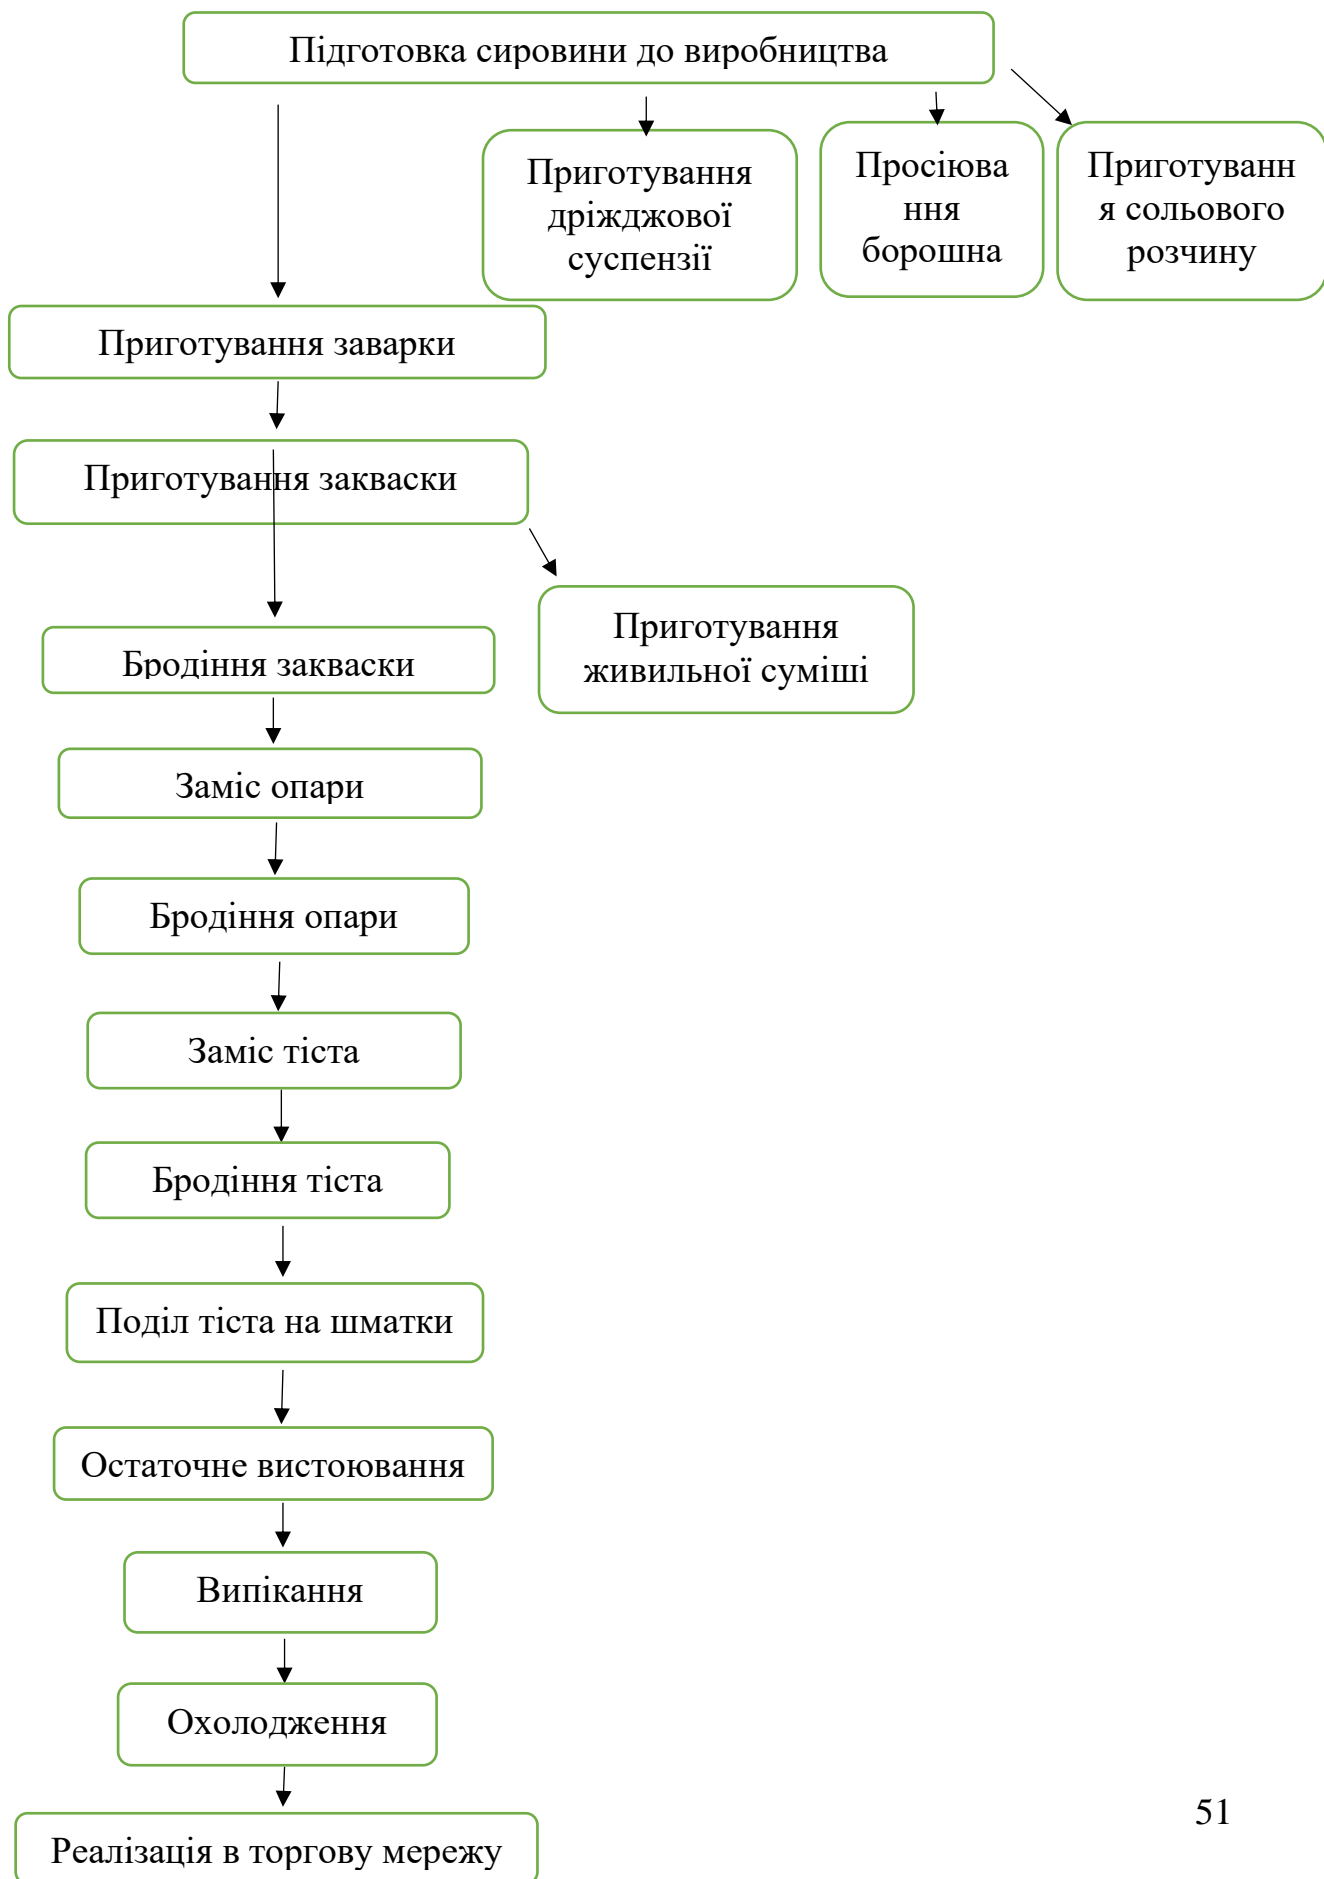 Підготовка сировини до виробництва
Приготування
дріжджової
суспензії
Просіюва
ння
борошна
Приготуванн
я сольового
розчину
Приготування заварки
Приготування закваски
Приготування
живильної суміші
Бродіння закваски
Заміс опари
Бродіння опари
Заміс тіста
Бродіння тіста
Поділ тіста на шматки
Остаточне вистоювання
Випікання
Охолодження
Реалізація в торгову мережу
51